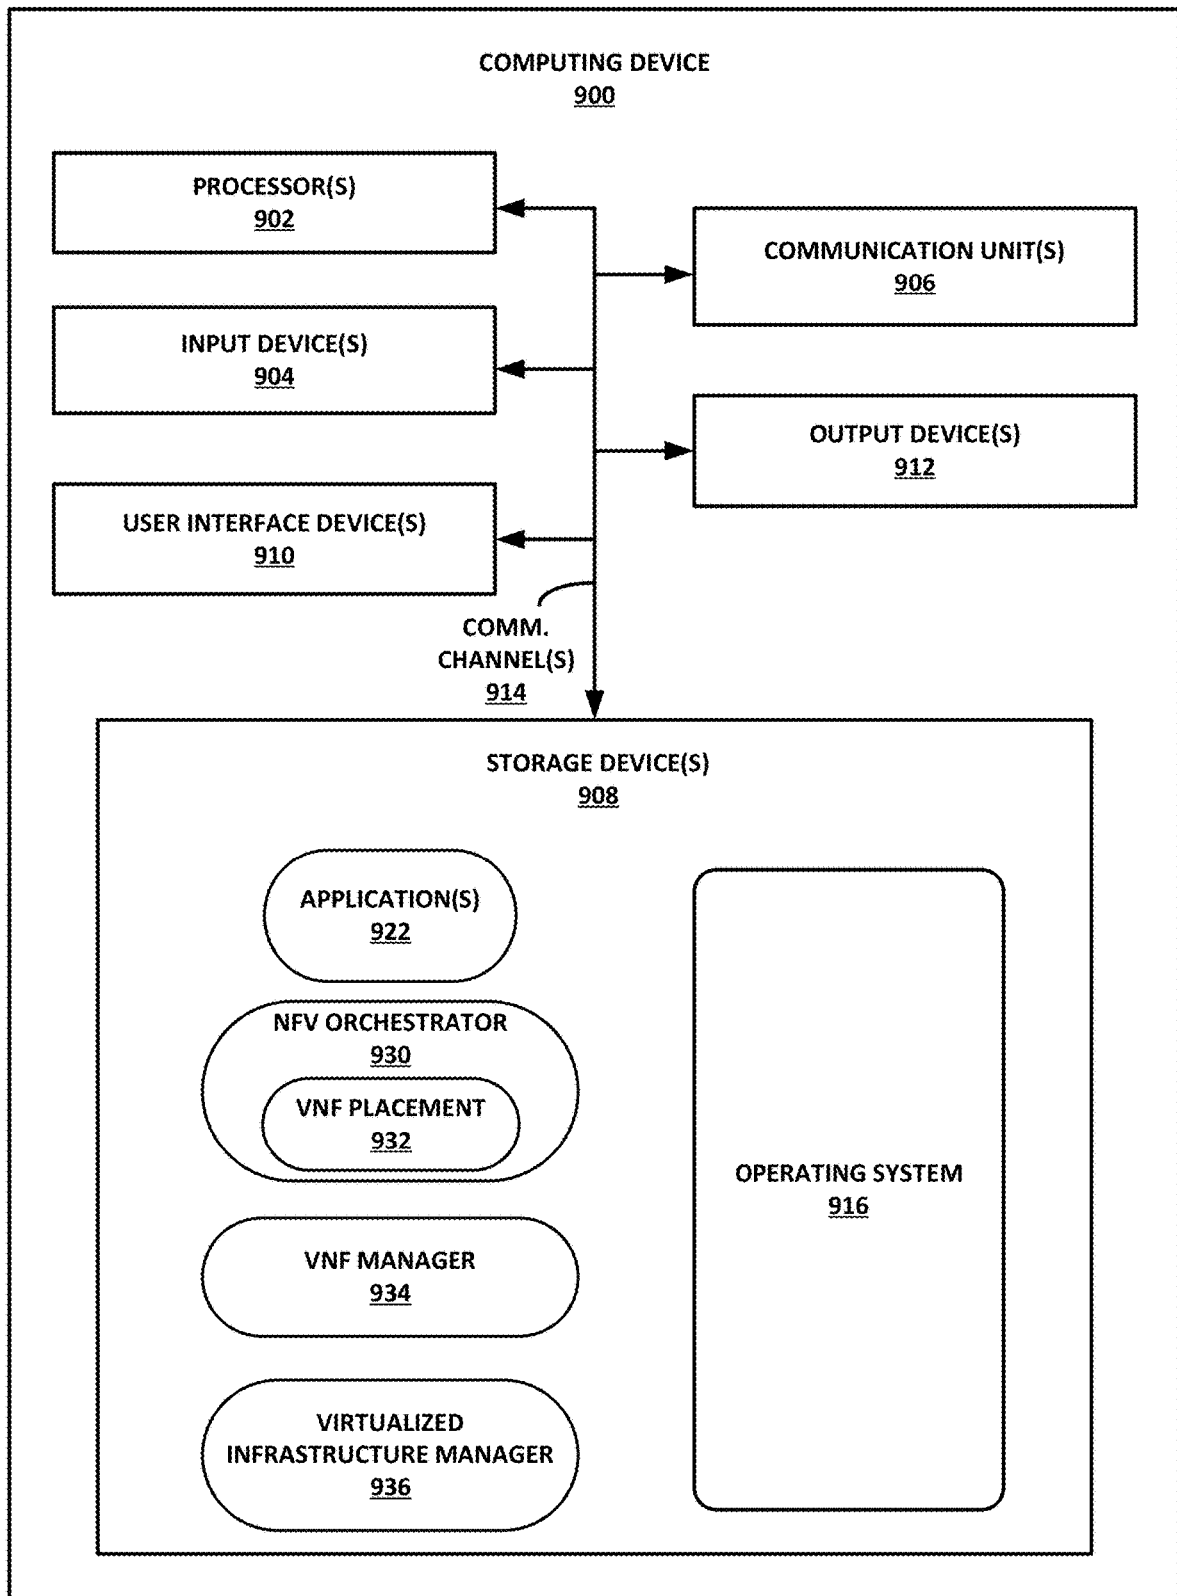 COMPUTING DEVICE
900
PROCESSOR(S)
902
COMMUNICATION UNIT(S)
906
INPUT DEVICE(S)
904
OUTPUT DEVICE(S)
912
USER INTERFACE DEVICE(S)
910
COMM.
CHANNEL(S)
914
STORAGE DEVICE(S)
908
APPLICATION(S)
922
NFV ORCHESTRATOR
930
VNF PLACEMENT
932
VNF MANAGER
934
VIRTUALIZED
INFRASTRUCTURE MANAGER
936
OPERATING SYSTEM
916